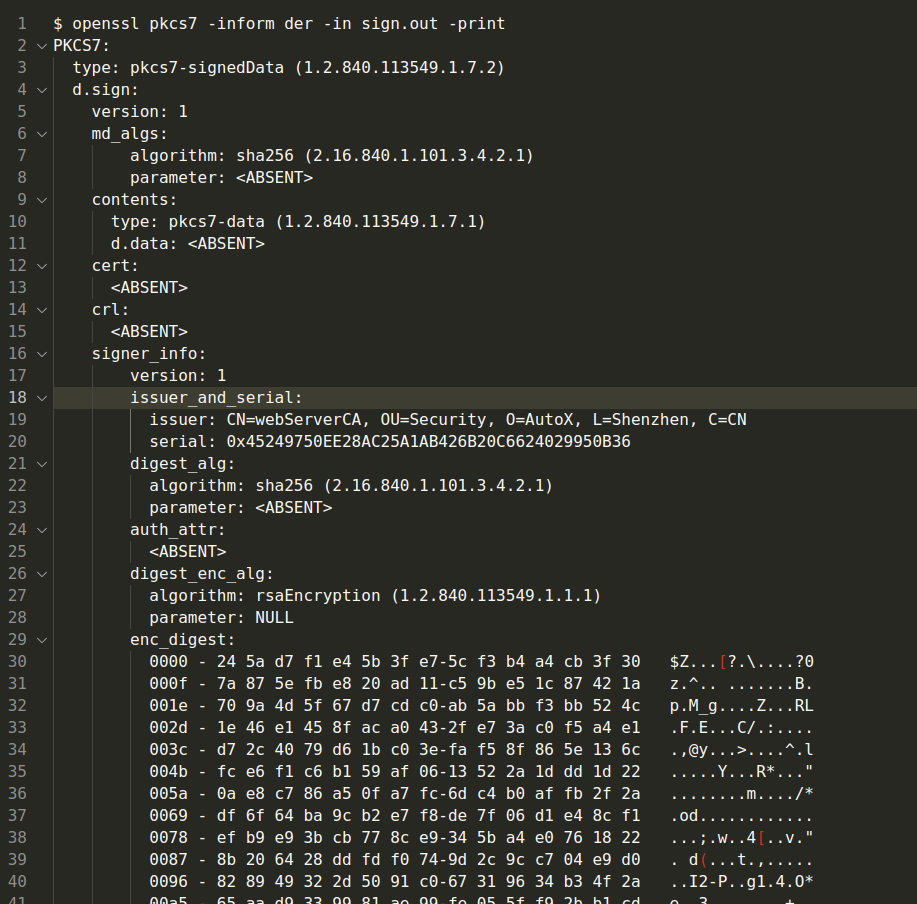 1 $ openssl pkcs7 -inform der -in sign.out -print
2 PKCS7:
3 type: pkcs7-signedData (1.2.840.113549.1.7.2)
4 d.sign:
5 version: 1
6 md_algs:
7 algorithm: sha256 (2.16.840.1.101.3.4.2.1)
8 parameter: <ABSENT>
9 contents:
10 type: pkcs7-data (1.2.840.113549.1.7.1)
11 d.data: <ABSENT>
12 cert:
13 <ABSENT>
14 crl:
15 <ABSENT>
16 signer_info:
17 version: 1
18 issuer_and_serial:
19 issuer: CN=webServerCA, OU=Security, O=AutoX, L=Shenzhen, C=CN
20 serial: 0x45249750EE28AC25A1AB426B20C6624029950B36
21 digest_alg:
22 algorithm: sha256 (2.16.840.1.101.3.4.2.1)
23 parameter: <ABSENT>
24 auth_attr:
25 <ABSENT>
26 digest_enc_alg:
27 algorithm: rsaEncryption (1.2.840.113549.1.1.1)
28 parameter: NULL
29 enc_digest:
30 0000 - 24 5a d7 f1 e4 5b 3f e7-5c f3 b4 a4 cb 3f 30 $Z...[?.\....?0
31 000f - 7a 87 5e fb e8 20 ad 11-c5 9b e5 1c 87 42 1a z.^.. .......B.
32 001e - 70 9a 4d 5f 67 d7 cd c0-ab 5a bb f3 bb 52 4c p.M_g....Z...RL
33 002d - 1e 46 e1 45 8f ac a0 43-2f e7 3a c0 f5 a4 e1 .F.E...C/.:....
34 003c - d7 2c 40 79 d6 1b c0 3e-fa f5 8f 86 5e 13 6c .,@y...>....^.l
35 004b - fc e6 f1 c6 b1 59 af 06-13 52 2a 1d dd 1d 22 .....Y...R*..."
36 005a - 0a e8 c7 86 a5 0f a7 fc-6d c4 b0 af fb 2f 2a ........m..../*
37 0069 - df 6f 64 ba 9c b2 e7 f8-de 7f 06 d1 e4 8c f1 .od............
38 0078 - ef b9 e9 3b cb 77 8c e9-34 5b a4 e0 76 18 22 ...;.w..4[..v."
39 0087 - 8b 20 64 28 dd fd f0 74-9d 2c 9c c7 04 e9 d0 . d(...t.,.....
40 0096 - 82 89 49 32 2d 50 91 c0-67 31 96 34 b3 4f 2a ..I2-P..g1.4.O*